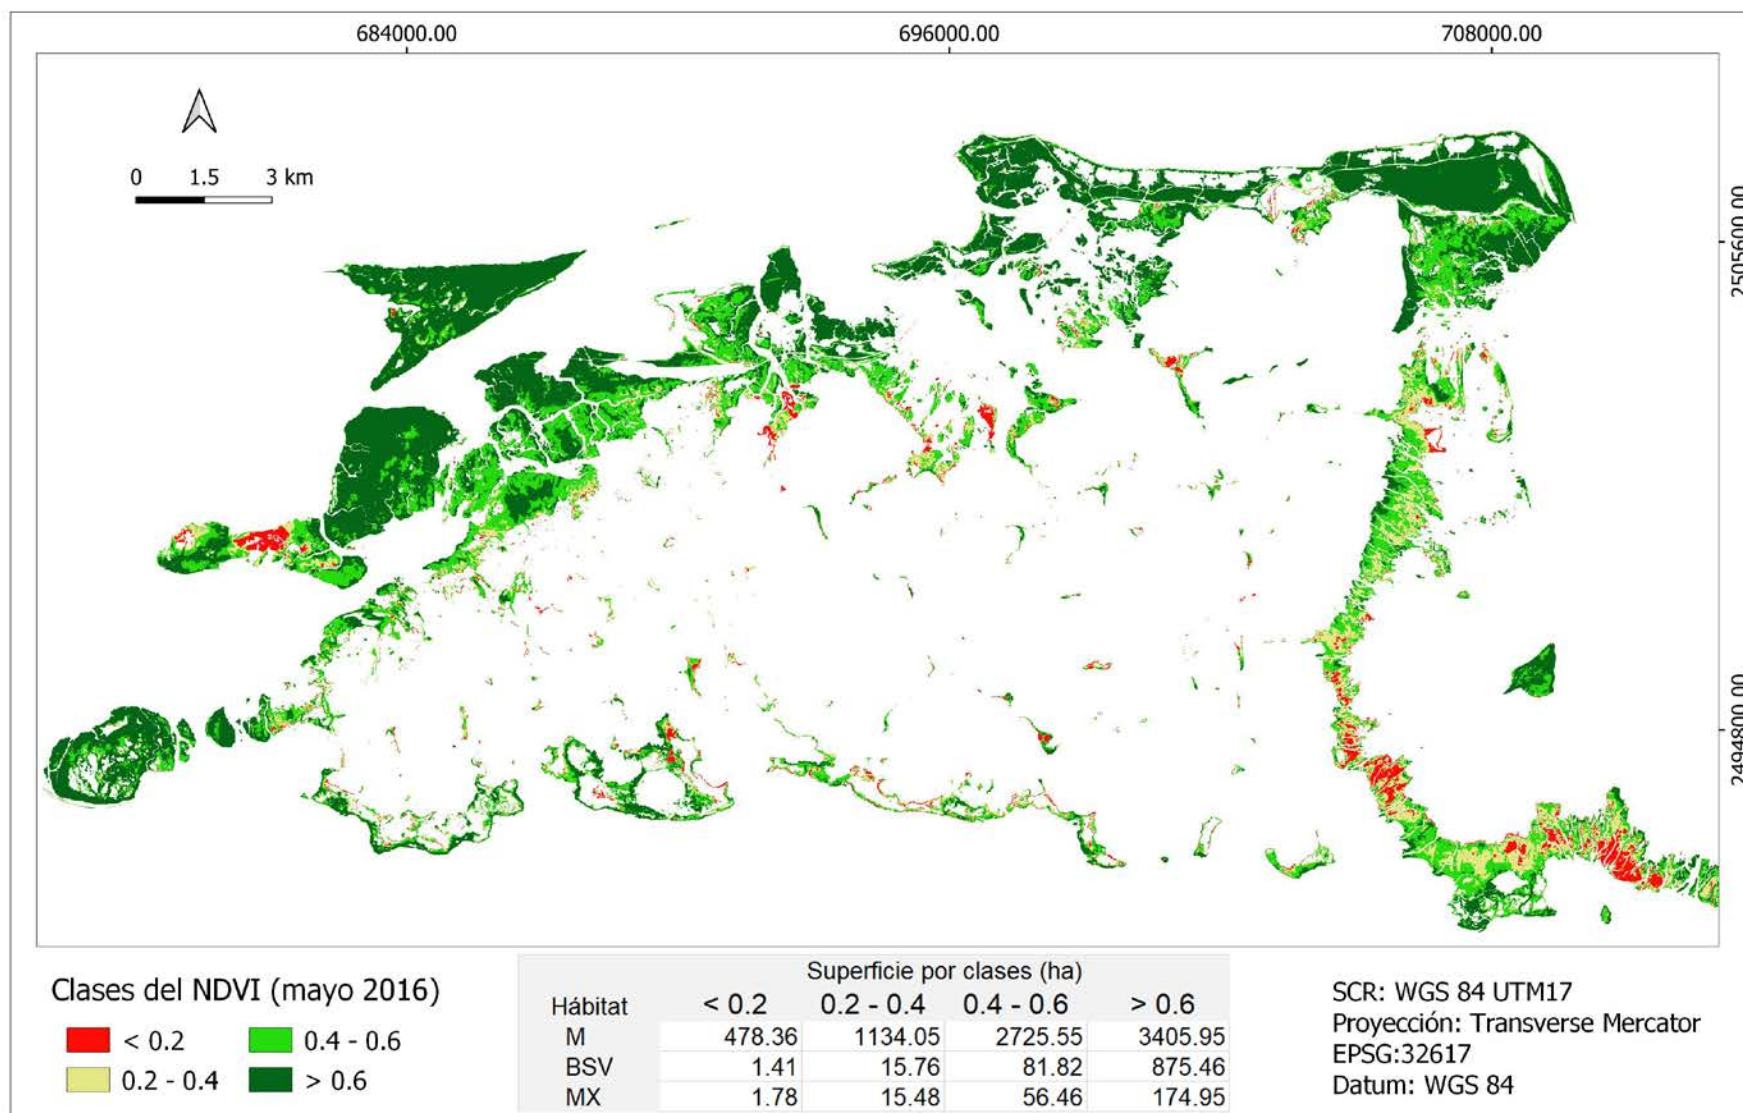 684000.00 696000.00 708000.00
0 1.5 3 km
2505600.00
2494800.00
Clases del NDVI (mayo 2016)
< 0.2 0.4 - 0.6
0.2 - 0.4 > 0.6
Superficie por clases (ha)
Hábitat < 0.2 0.2 - 0.4 0.4 - 0.6 > 0.6
M 478.36 1134.05 2725.55 3405.95
BSV 1.41 15.76 81.82 875.46
MX 1.78 15.48 56.46 174.95
SCR: WGS 84 UTM17
Proyección: Transverse Mercator
EPSG:32617
Datum: WGS 84